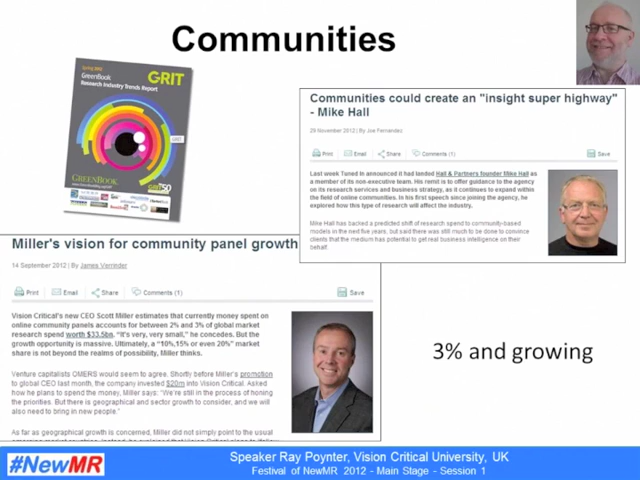 Communities
Spring 2012
GreenBook
Research Industry Trends Report
GRIT
GREENBOOK
Communities could create an "insight super highway"
- Mike Hall
29 November 2012 | By Joe Fernandez
Print Email Share Comments (1) Save
Last week Tuned In announced it had landed Hall & Partners founder Mike Hall as
a member of its non-executive team. His remit is to offer guidance to the agency
on its research services and business strategy, as it continues to expand within
the field of online communities. In his first speech since joining the agency, he
explored how this type of research will affect the industry.
Mike Hall has backed a predicted shift of research spend to community-based
models in the next five years, but said there was still much to be done to convince
clients that the medium has potential to get real business intelligence on their
behalf.
Miller's vision for community panel growth
14 September 2012 | By James Verrinder
Print Email Share Comments (1) Save
Vision Critical's new CEO Scott Miller estimates that currently money spent on
online community panels accounts for between 2% and 3% of global market
research spend worth $33.5bn. "It's very, very small," he concedes. But the
growth opportunity is massive. Ultimately, a "10%,15% or even 20%" market
share is not beyond the realms of possibility, Miller thinks.
Venture capitalists OMERS would seem to agree. Shortly before Miller's promotion
to global CEO last month, the company invested $20m into Vision Critical. Asked
how he plans to spend the money, Miller says: "We're still in the process of honing
the priorities. But there is geographical and sector growth to consider, and we will
also need to bring in new people."
As far as geographical growth is concerned, Miller did not simply point to the usual
3% and growing
#NewMR
Speaker Ray Poynter, Vision Critical University, UK
Festival of NewMR 2012 - Main Stage - Session 1